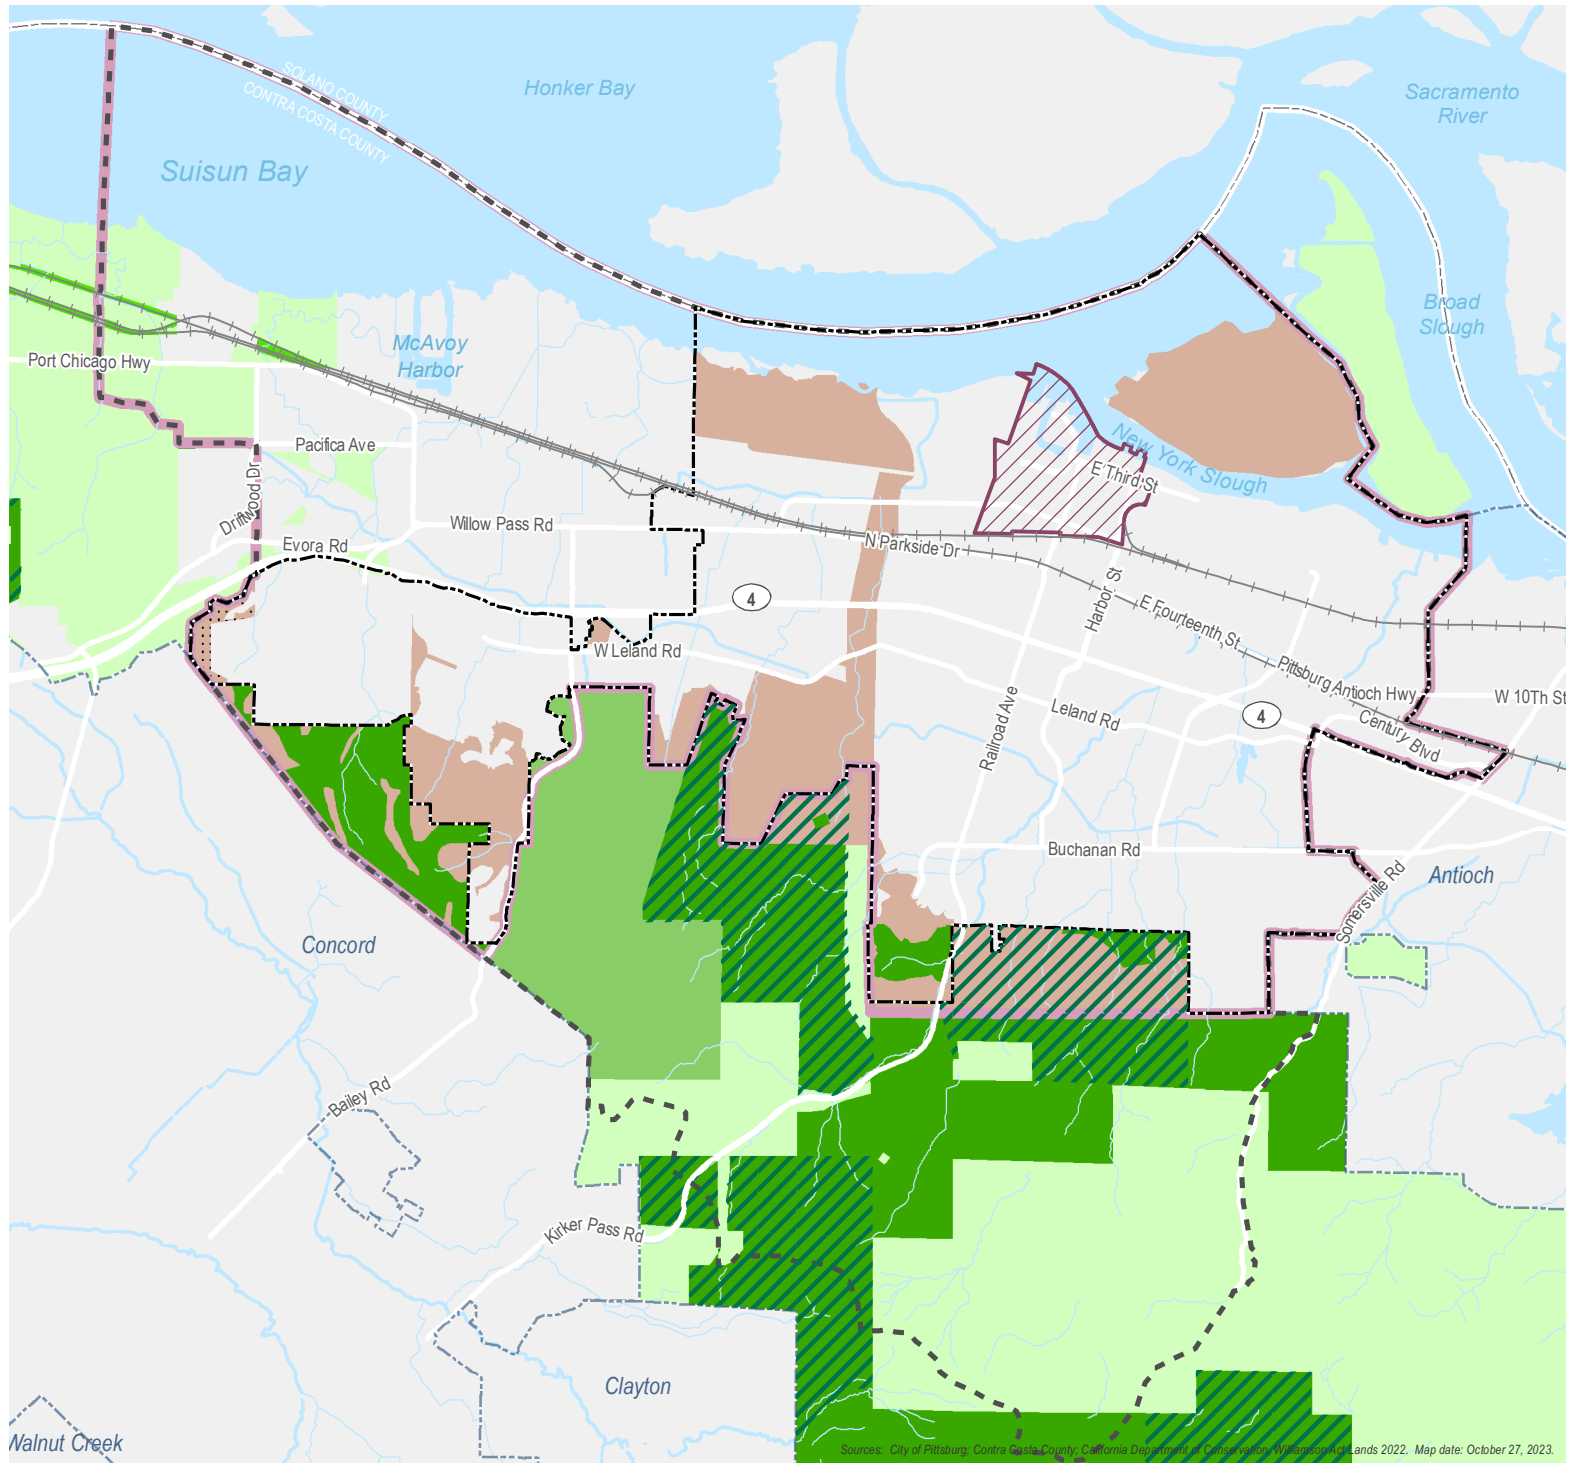 SOLANO COUNTY
CONTRA COSTA COUNTY
Honker Bay
Sacramento
River
Suisun Bay
Broad
Slough
McAvoy
Harbor
Port Chicago Hwy
Pacifica Ave
New York Slough
E Third St
Driftwood Dr
Willow Pass Rd
Evora Rd
N Parkside Dr
4
Harbor St
E Fourteenth St
W Leland Rd
Pittsburg Antioch Hwy
W 10Th St
Railroad Ave
Leland Rd
4
Century Blvd
Buchanan Rd
Somersville Rd
Antioch
Concord
Bailey Rd
Kirker Pass Rd
Clayton
Walnut Creek
Sources: City of Pittsburg; Contra Costa County; California Department of Conservation, Williamson Act Lands 2022. Map date: October 27, 2023.